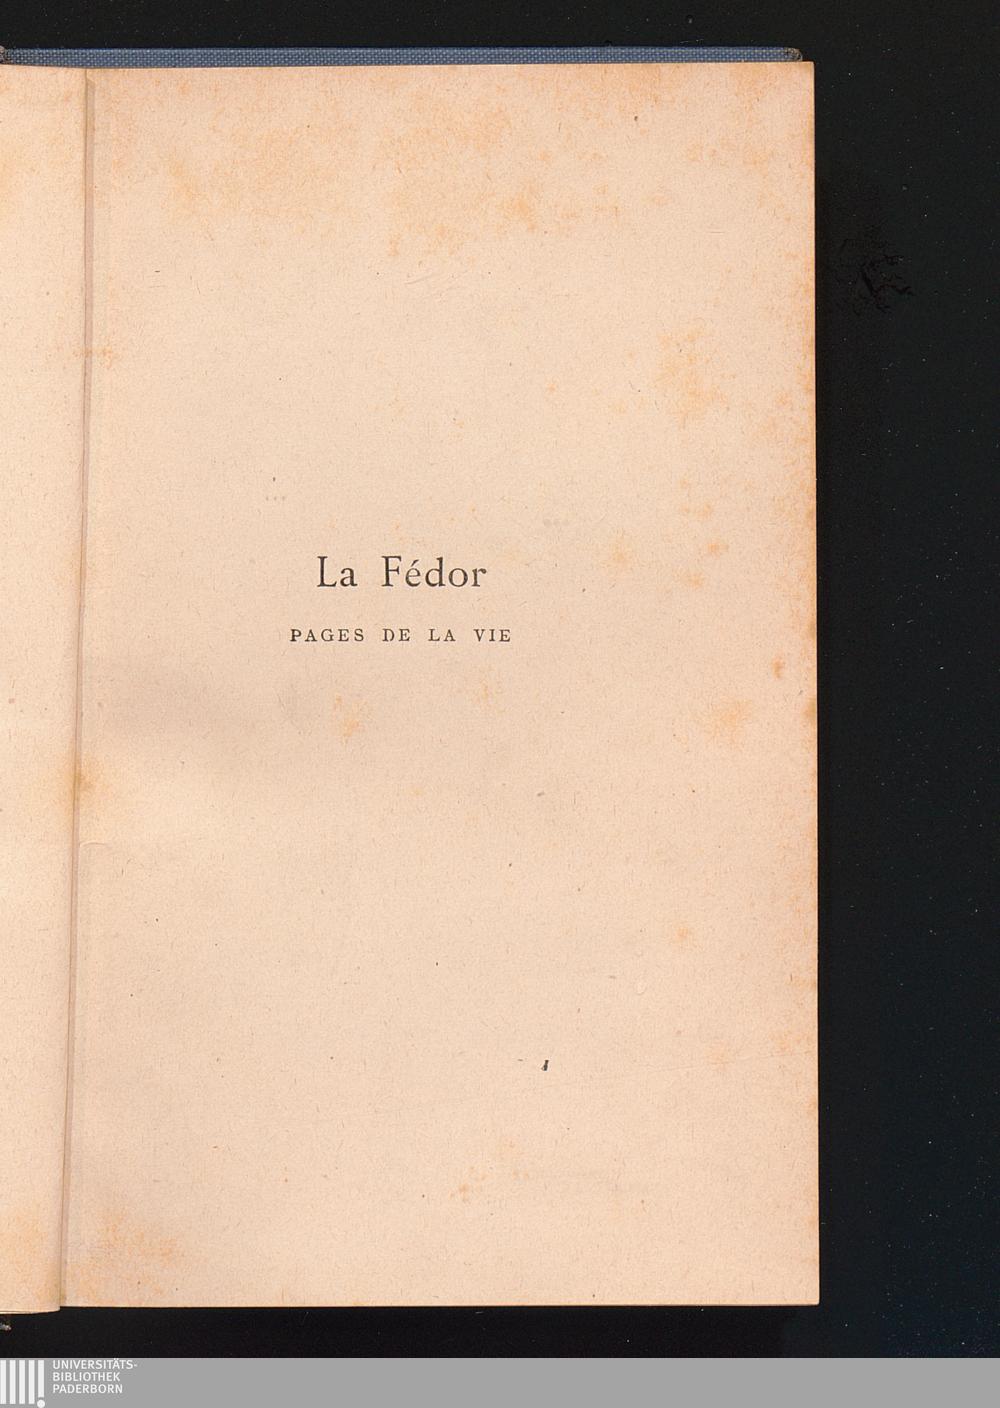 La Fédor
PAGES DE LA VIE
UNIVERSITÄTS-
BIBLIOTHEK
PADERBORN